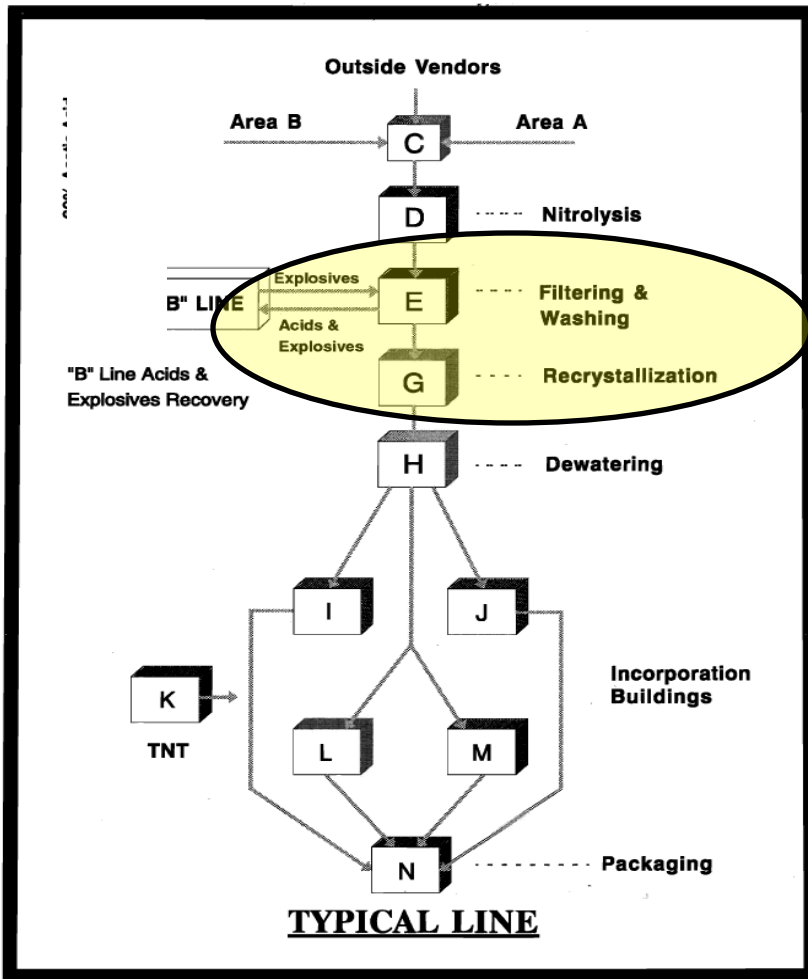 Outside Vendors
Area B
Area A
C
D
Nitrolysis
Explosives
B" LINE
E
Filtering &
Washing
Acids &
Explosives
"B" Line Acids &
Explosives Recovery
G
Recrystallization
H
Dewatering
I
J
K
TNT
Incorporation
Buildings
L
M
N
Packaging
TYPICAL LINE